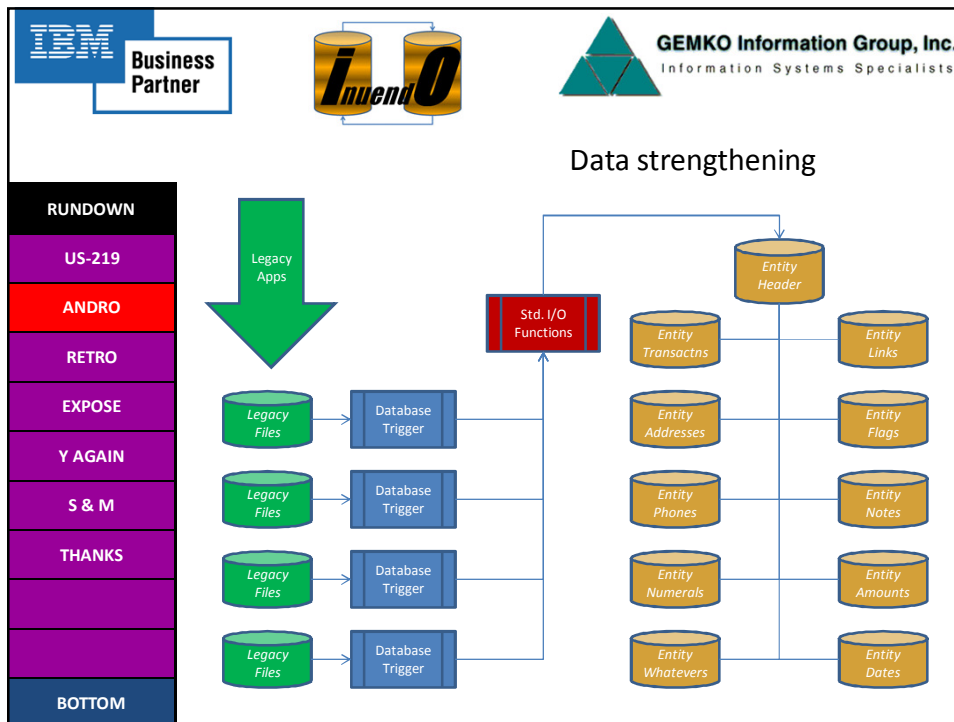 IBM
Business
Partner
inuendO
GEMKO Information Group, Inc.
Information Systems Specialists
Data strengthening
RUNDOWN
US-219
ANDRO
RETRO
EXPOSE
Y AGAIN
S & M
THANKS
BOTTOM
Legacy
Apps
Std. I/O
Functions
Entity
Header
Entity
Transactns
Entity
Links
Legacy
Files
Database
Trigger
Entity
Addresses
Entity
Flags
Legacy
Files
Database
Trigger
Entity
Phones
Entity
Notes
Legacy
Files
Database
Trigger
Entity
Numerals
Entity
Amounts
Legacy
Files
Database
Trigger
Entity
Whatevers
Entity
Dates